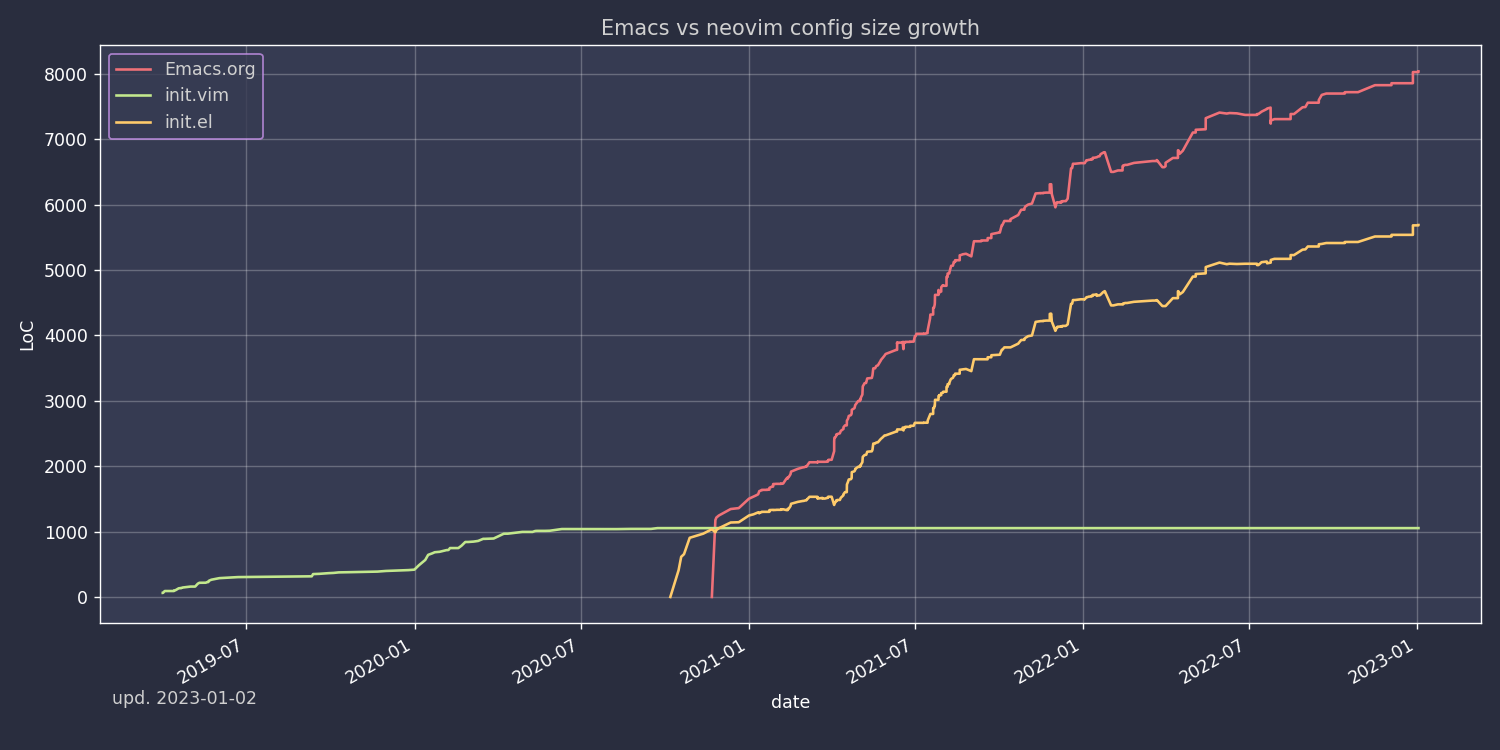 Emacs vs neovim config size growth
Emacs.org
init.vim
init.el
8000
7000
6000
5000
4000
3000
2000
1000
0
LoC
2019-07
2020-01
2020-07
2021-01
2021-07
2022-01
2022-07
2023-01
date
upd. 2023-01-02